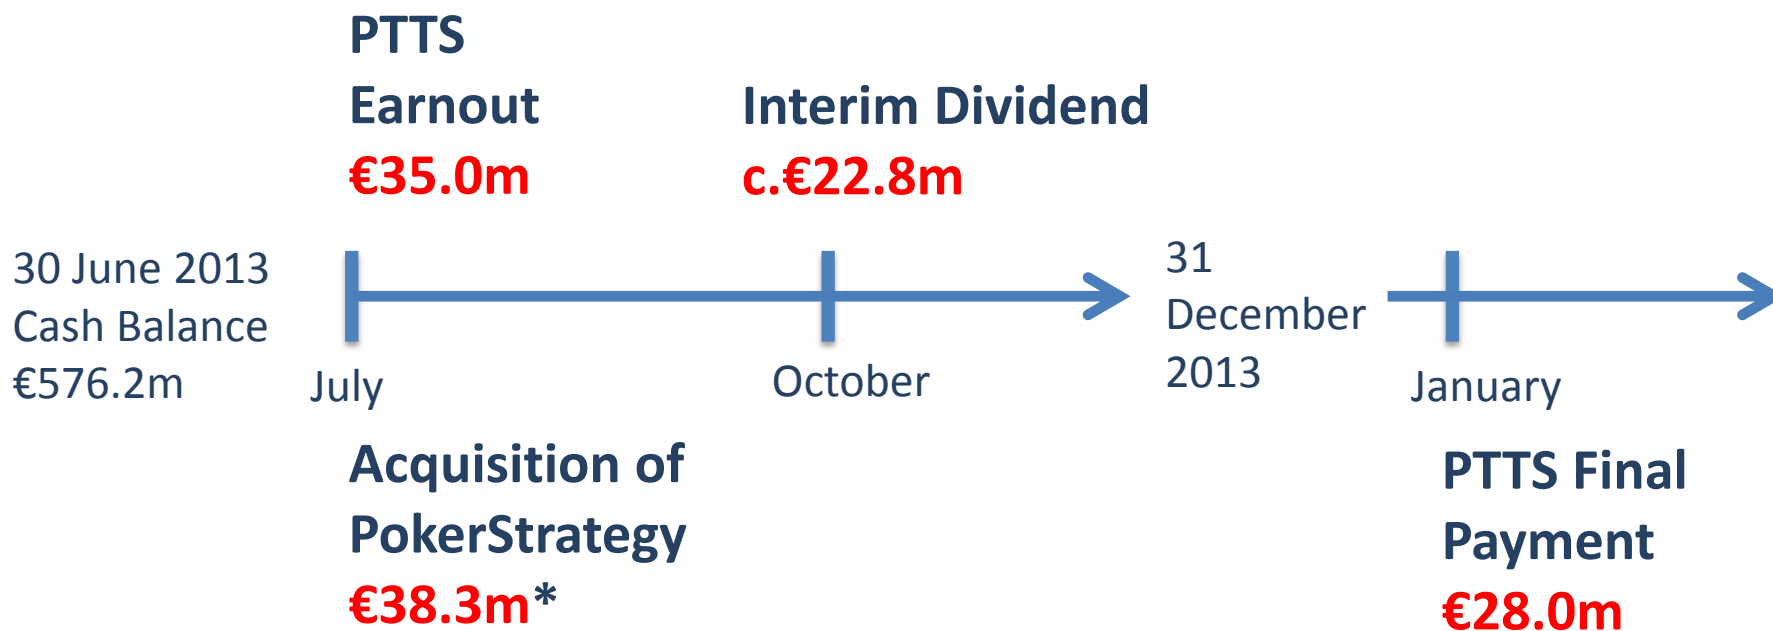 PTTS
Earnout
€35.0m
Interim Dividend
c.€22.8m
30 June 2013
Cash Balance
€576.2m
July
October
31
December
2013
January
Acquisition of
PokerStrategy
€38.3m*
PTTS Final
Payment
€28.0m